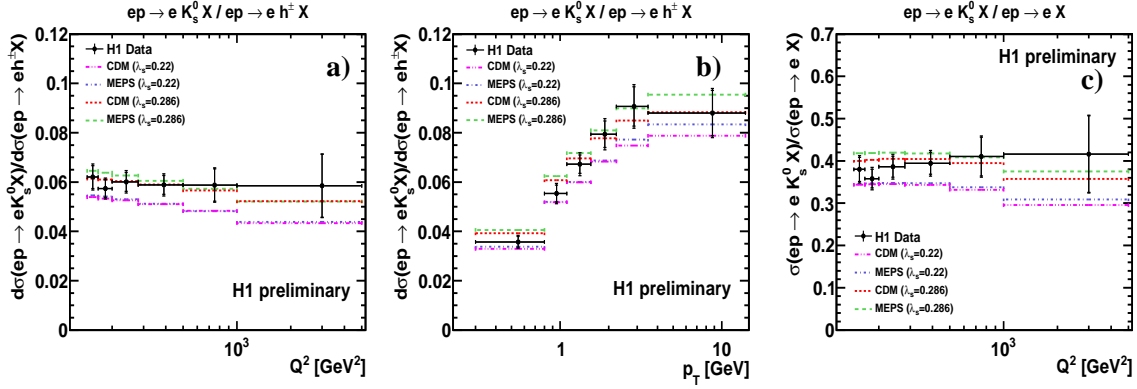 ep → e K⁰ₛ X / ep → e h± X
dσ(ep → eK⁰ₛX)/dσ(ep → eh±X)
0.12
0.1
0.08
0.06
0.04
0.02
0
H1 Data
CDM (λₛ=0.22)
MEPS (λₛ=0.22)
CDM (λₛ=0.286)
MEPS (λₛ=0.286)
a)
H1 preliminary
10³
Q² [GeV²]
ep → e K⁰ₛ X / ep → e h± X
dσ(ep → eK⁰ₛX)/dσ(ep → eh±X)
0.12
0.1
0.08
0.06
0.04
0.02
0
H1 Data
CDM (λₛ=0.22)
MEPS (λₛ=0.22)
CDM (λₛ=0.286)
MEPS (λₛ=0.286)
b)
H1 preliminary
1
10
p_T [GeV]
ep → e K⁰ₛ X / ep → e X
σ(ep → e K⁰ₛ X)/σ(ep → e X)
0.7
0.6
0.5
0.4
0.3
0.2
0.1
0
H1 preliminary
c)
H1 Data
CDM (λₛ=0.22)
MEPS (λₛ=0.22)
CDM (λₛ=0.286)
MEPS (λₛ=0.286)
10³
Q² [GeV²]